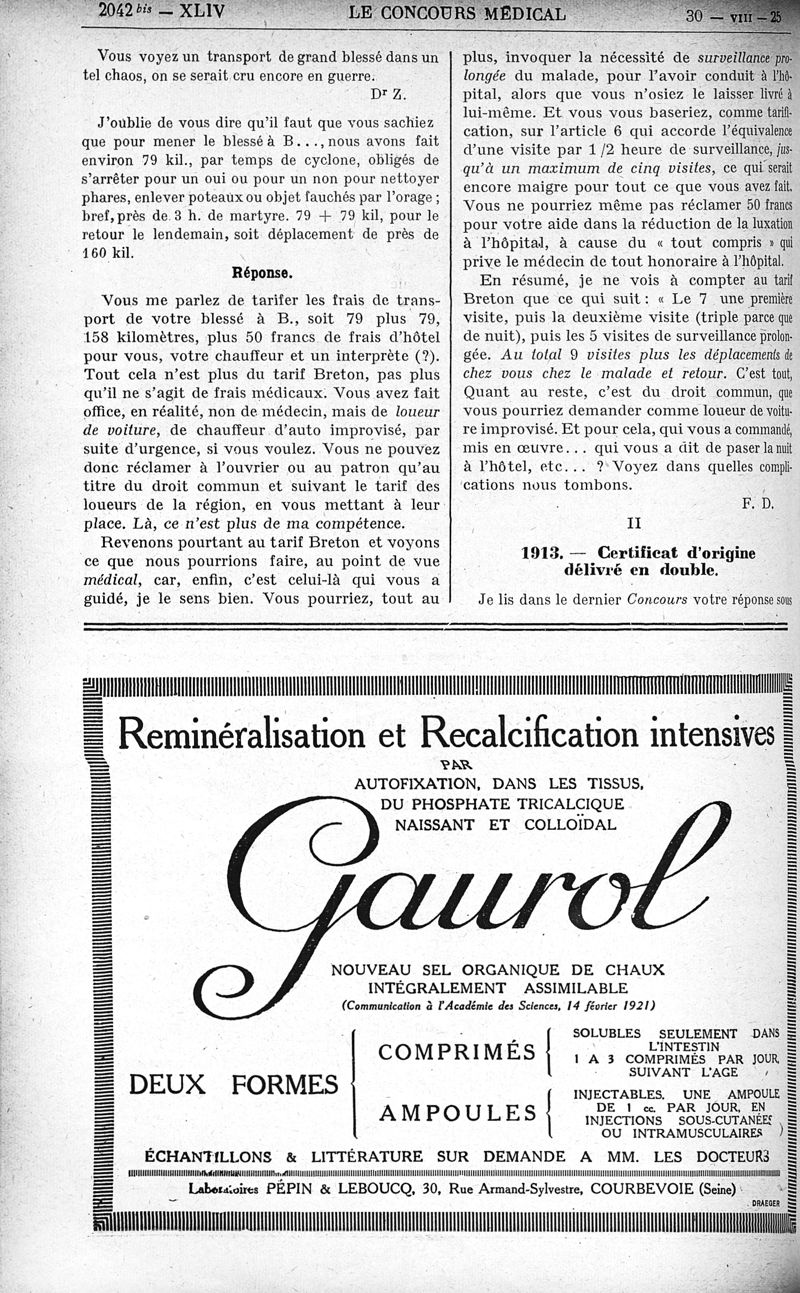 2042 bis — XLIV LE CONCOURS MÉDICAL 30 — VIII — 25
Vous voyez un transport de grand blessé dans un
tel chaos, on se serait cru encore en guerre.
Dr Z.
J'oublie de vous dire qu'il faut que vous sachiez
que pour mener le blessé à B..., nous avons fait
environ 79 kil., par temps de cyclone, obligés de
s'arrêter pour un oui ou pour un non pour nettoyer
phares, enlever poteaux ou objet fauchés par l'orage ;
bref, près de 3 h. de martyre. 79 + 79 kil, pour le
retour le lendemain, soit déplacement de près de
160 kil.
Réponse.
Vous me parlez de tarifer les frais de trans-
port de votre blessé à B., soit 79 plus 79,
158 kilomètres, plus 50 francs de frais d'hôtel
pour vous, votre chauffeur et un interprète (?).
Tout cela n'est plus du tarif Breton, pas plus
qu'il ne s'agit de frais médicaux. Vous avez fait
office, en réalité, non de médecin, mais de loueur
de voiture, de chauffeur d'auto improvisé, par
suite d'urgence, si vous voulez. Vous ne pouvez
donc réclamer à l'ouvrier ou au patron qu'au
titre du droit commun et suivant le tarif des
loueurs de la région, en vous mettant à leur
place. Là, ce n'est plus de ma compétence.
Revenons pourtant au tarif Breton et voyons
ce que nous pourrions faire, au point de vue
médical, car, enfin, c'est celui-là qui vous a
guidé, je le sens bien. Vous pourriez, tout au
plus, invoquer la nécessité de surveillance pro-
longée du malade, pour l'avoir conduit à l'hô-
pital, alors que vous n'osiez le laisser livré à
lui-même. Et vous vous baseriez, comme tarifi-
cation, sur l'article 6 qui accorde l'équivalence
d'une visite par 1/2 heure de surveillance, jus-
qu'à un maximum de cinq visites, ce qui serait
encore maigre pour tout ce que vous avez fait.
Vous ne pourriez même pas réclamer 50 francs
pour votre aide dans la réduction de la luxation
à l'hôpital, à cause du « tout compris » qui
prive le médecin de tout honoraire à l'hôpital.
En résumé, je ne vois à compter au tarif
Breton que ce qui suit : « Le 7 une première
visite, puis la deuxième visite (triple parce que
de nuit), puis les 5 visites de surveillance prolon-
gée. Au total 9 visites plus les déplacements de
chez vous chez le malade et retour. C'est tout,
Quant au reste, c'est du droit commun, que
vous pourriez demander comme loueur de voitu-
re improvisé. Et pour cela, qui vous a commandé,
mis en œuvre... qui vous a dit de paser la nuit
à l'hôtel, etc... ? Voyez dans quelles compli-
cations nous tombons.
F. D.
II
1913. — Certificat d'origine
délivré en double.
Je lis dans le dernier Concours votre réponse sous
Reminéralisation et Recalcification intensives
PAR
AUTOFIXATION, DANS LES TISSUS,
DU PHOSPHATE TRICALCIQUE
NAISSANT ET COLLOÏDAL
Gaurol
NOUVEAU SEL ORGANIQUE DE CHAUX
INTÉGRALEMENT ASSIMILABLE
(Communication à l'Académie des Sciences, 14 février 1921)
DEUX FORMES
COMPRIMÉS
SOLUBLES SEULEMENT DANS
L'INTESTIN
1 A 3 COMPRIMÉS PAR JOUR
SUIVANT L'AGE
AMPOULES
INJECTABLES. UNE AMPOULE
DE 1 cc. PAR JOUR, EN
INJECTIONS SOUS-CUTANÉES
OU INTRAMUSCULAIRES
ÉCHANTILLONS & LITTÉRATURE SUR DEMANDE A MM. LES DOCTEURS
Laboratoires PÉPIN & LEBOUCQ, 30, Rue Armand-Sylvestre, COURBEVOIE (Seine)
DRAEGER